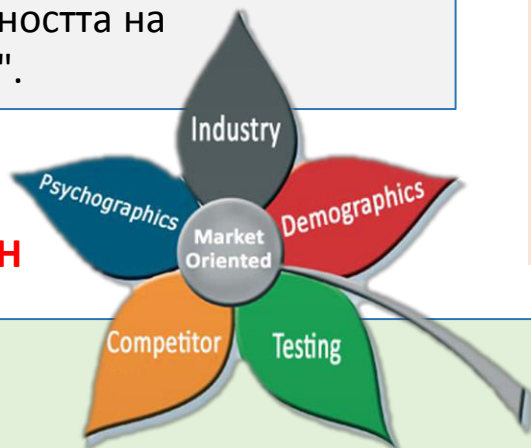 ността на
".
Industry
Psychographics
Demographics
Market
Oriented
н
Competitor
Testing